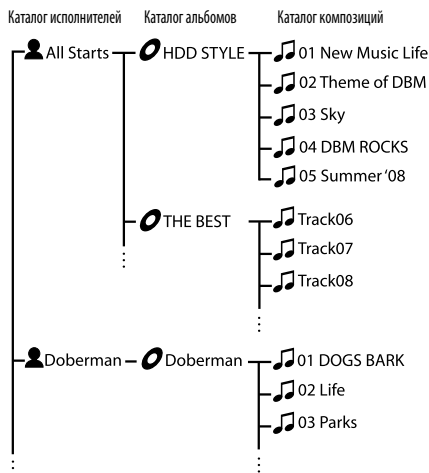 Каталог исполнителей Каталог альбомов Каталог композиций
All Starts HDD STYLE 01 New Music Life
02 Theme of DBM
03 Sky
04 DBM ROCKS
05 Summer ‘08
THE BEST Track06
Track07
Track08
Doberman Doberman 01 DOGS BARK
02 Life
03 Parks